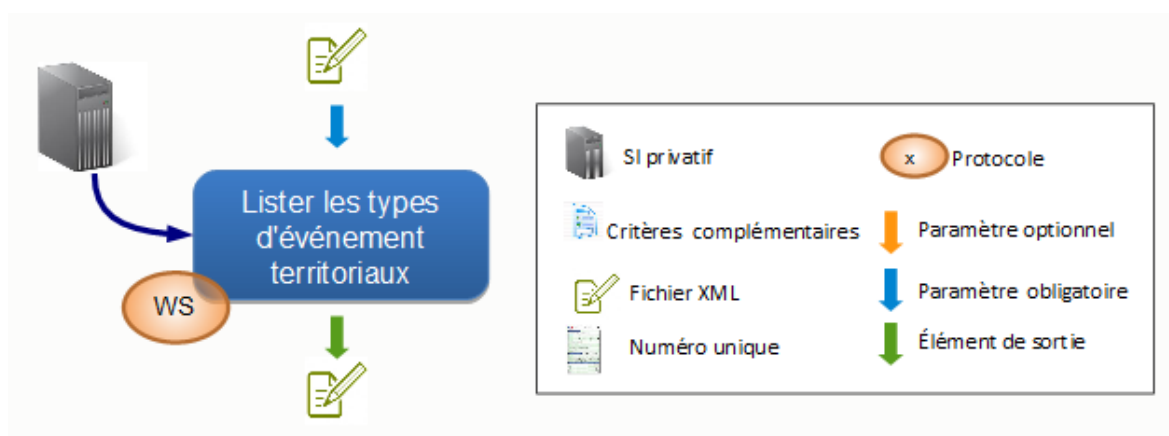 Lister les types
d'événement
territoriaux
WS
SI privatif
x Protocole
Critères complémentaires
Paramètre optionnel
Fichier XML
Paramètre obligatoire
Numéro unique
Élément de sortie